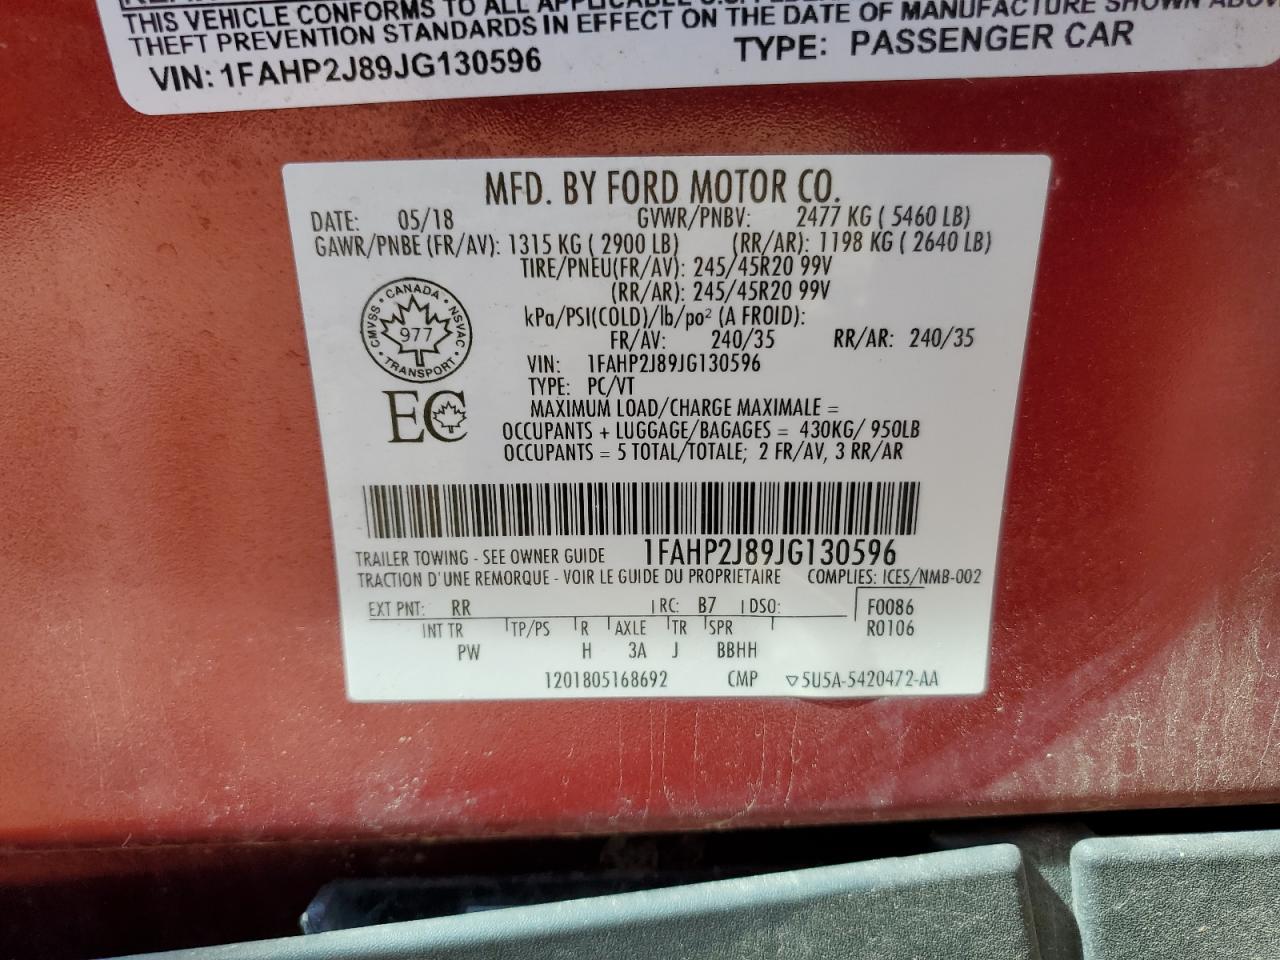 THIS VEHICLE CONFORMS TO ALL APPLICABLE U.S. FEDERAL
THEFT PREVENTION STANDARDS IN EFFECT ON THE DATE OF MANUFACTURE SHOWN ABOVE
VIN: 1FAHP2J89JG130596 TYPE: PASSENGER CAR
MFD. BY FORD MOTOR CO.
DATE: 05/18 GVWR/PNBV: 2477 KG ( 5460 LB)
GAWR/PNBE (FR/AV): 1315 KG ( 2900 LB) (RR/AR): 1198 KG ( 2640 LB)
TIRE/PNEU(FR/AV): 245/45R20 99V
(RR/AR): 245/45R20 99V
kPa/PSI(COLD)/lb/po² (A FROID):
FR/AV: 240/35 RR/AR: 240/35
CANADA
CMVSS • NSVAC
977
TRANSPORT
VIN: 1FAHP2J89JG130596
TYPE: PC/VT
EC
MAXIMUM LOAD/CHARGE MAXIMALE =
OCCUPANTS + LUGGAGE/BAGAGES = 430KG/ 950LB
OCCUPANTS = 5 TOTAL/TOTALE; 2 FR/AV, 3 RR/AR
TRAILER TOWING - SEE OWNER GUIDE 1FAHP2J89JG130596
TRACTION D'UNE REMORQUE - VOIR LE GUIDE DU PROPRIETAIRE COMPLIES: ICES/NMB-002
EXT PNT: RR RC: B7 DSO: F0086
INT TR TP/PS R AXLE TR SPR R0106
PW H 3A J BBHH
1201805168692 CMP ▽5U5A-5420472-AA